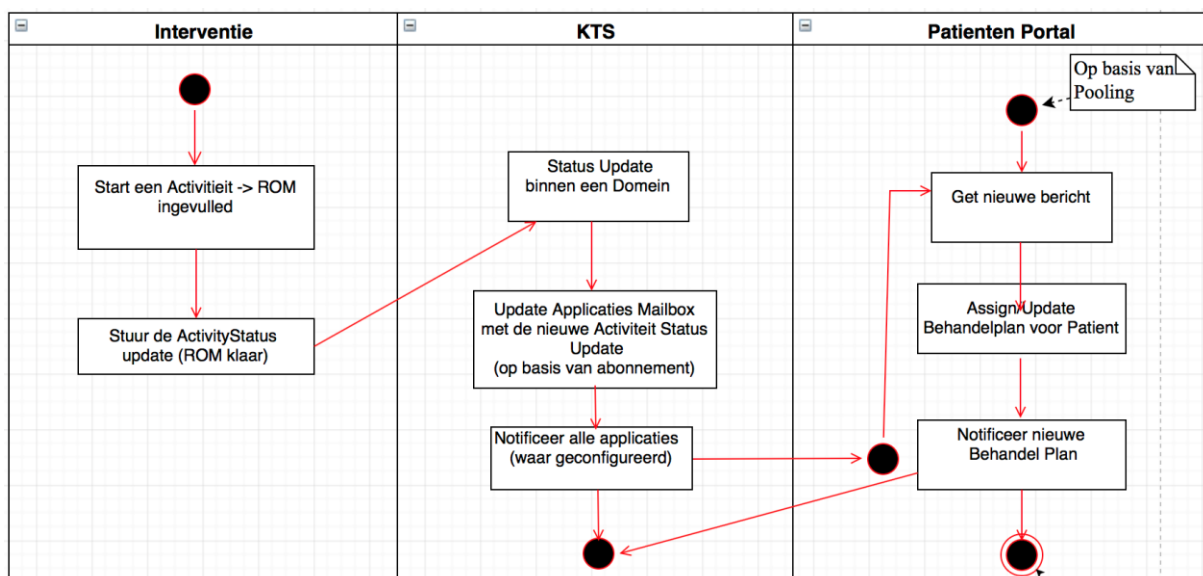 Interventie
KTS
Patienten Portal
Op basis van
Pooling
Start een Activitieit -> ROM
ingevulled
Stuur de ActivityStatus
update (ROM klaar)
Status Update
binnen een Domein
Update Applicaties Mailbox
met de nieuwe Activiteit Status
Update
(op basis van abonnement)
Notificeer alle applicaties
(waar geconfigureerd)
Get nieuwe bericht
Assign/Update
Behandelplan voor Patient
Notificeer nieuwe
Behandel Plan